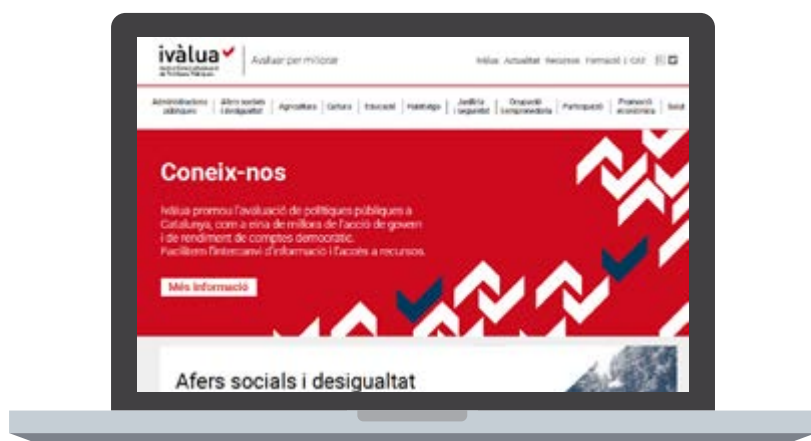 ivàlua
Avaluar per millorar
Ivàlua Actualitat Recursos Formació | CAT
Administracions públiques | Afers socials i desigualtat | Agricultura | Cultura | Educació | Habitatge | Justícia i seguretat | Ocupació i emprenedoria | Participació | Promoció econòmica | Salut
Coneix-nos
Ivàlua promou l'avaluació de polítiques públiques a
Catalunya, com a eina de millora de l'acció de govern
i de rendiment de comptes democràtic.
Facilitem l'intercanvi d'informació i l'accés a recursos.
Més informació
Afers socials i desigualtat